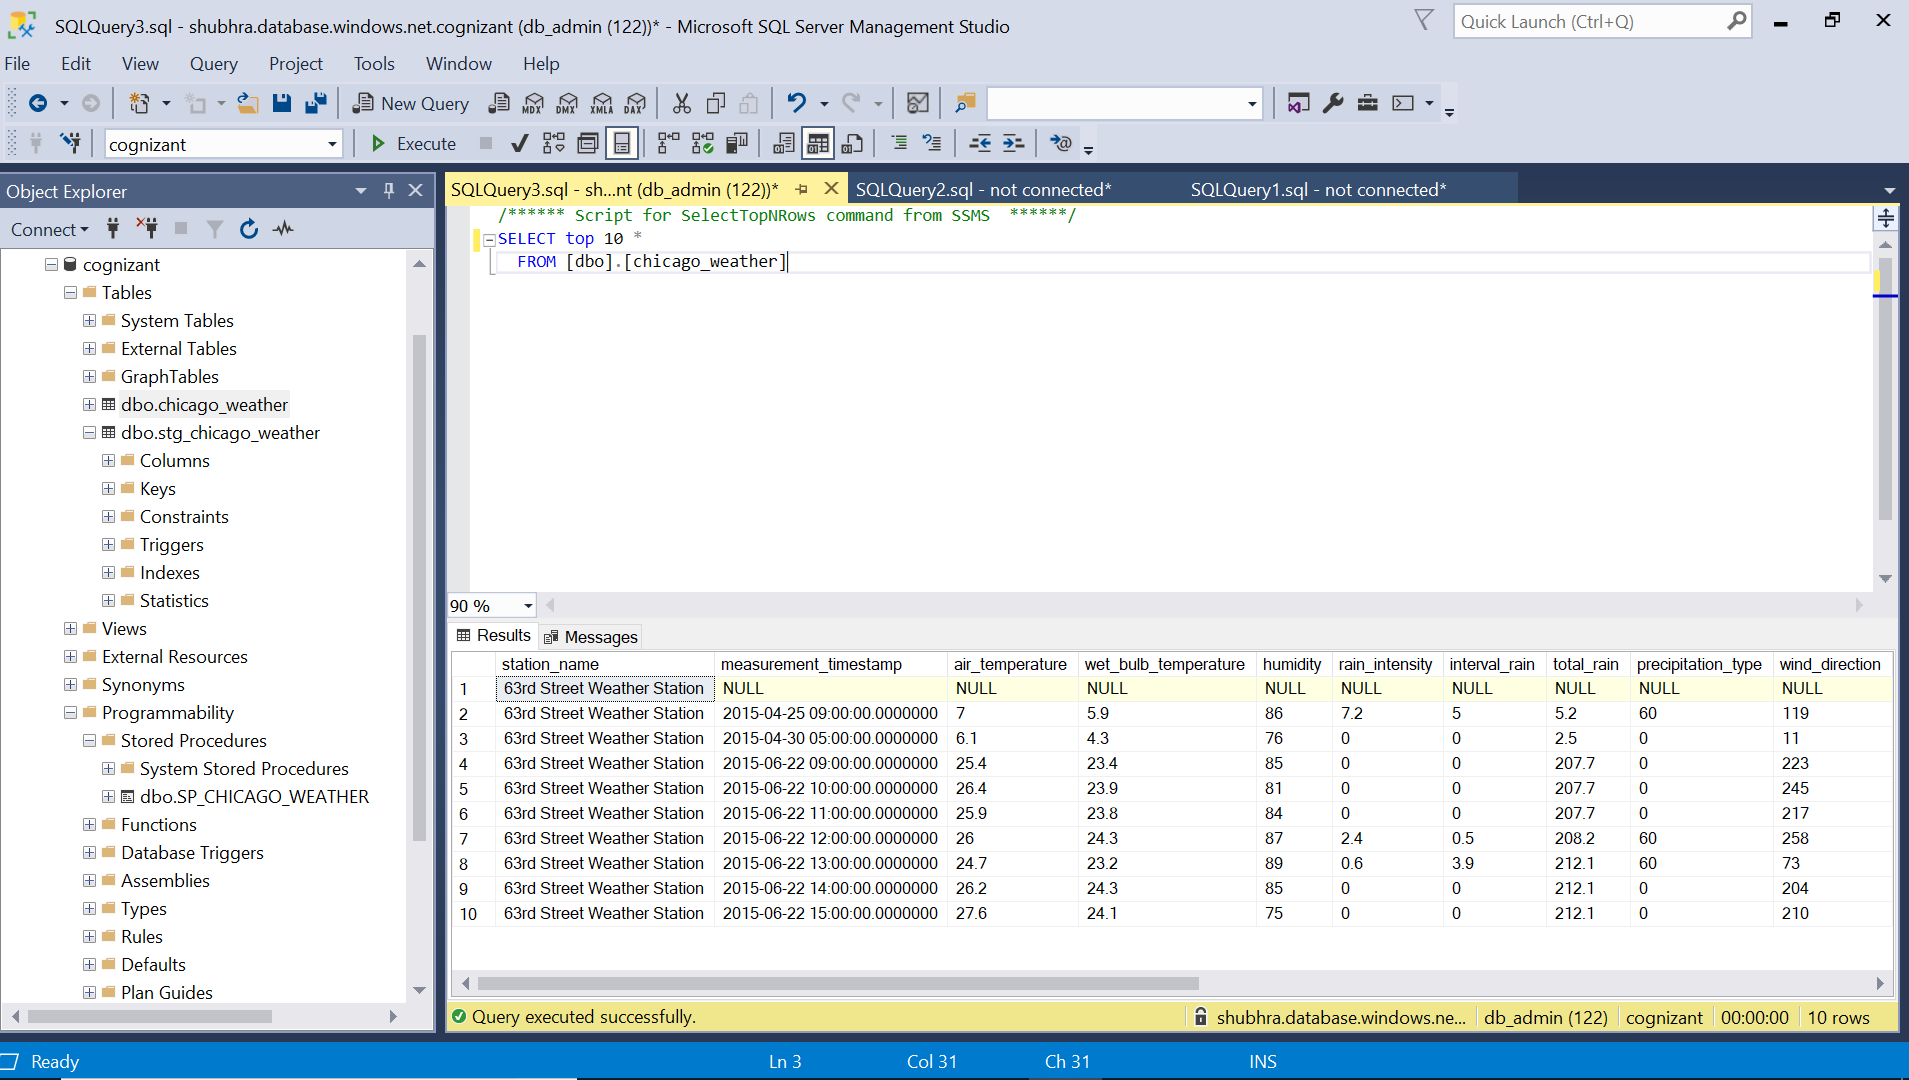 SQLQuery3.sql - shubhra.database.windows.net.cognizant (db_admin (122))* - Microsoft SQL Server Management Studio
Quick Launch (Ctrl+Q)
File Edit View Query Project Tools Window Help
New Query MDX DMX XMLA DAX
cognizant Execute
Object Explorer
Connect
cognizant
Tables
System Tables
External Tables
GraphTables
dbo.chicago_weather
dbo.stg_chicago_weather
Columns
Keys
Constraints
Triggers
Indexes
Statistics
Views
External Resources
Synonyms
Programmability
Stored Procedures
System Stored Procedures
dbo.SP_CHICAGO_WEATHER
Functions
Database Triggers
Assemblies
Types
Rules
Defaults
Plan Guides
SQLQuery3.sql - sh...nt (db_admin (122))* SQLQuery2.sql - not connected* SQLQuery1.sql - not connected*
/****** Script for SelectTopNRows command from SSMS ******/
SELECT top 10 *
FROM [dbo].[chicago_weather]
90 %
Results Messages
station_name measurement_timestamp air_temperature wet_bulb_temperature humidity rain_intensity interval_rain total_rain precipitation_type wind_direction
1 63rd Street Weather Station NULL NULL NULL NULL NULL NULL NULL NULL NULL
2 63rd Street Weather Station 2015-04-25 09:00:00.0000000 7 5.9 86 7.2 5 5.2 60 119
3 63rd Street Weather Station 2015-04-30 05:00:00.0000000 6.1 4.3 76 0 0 2.5 0 11
4 63rd Street Weather Station 2015-06-22 09:00:00.0000000 25.4 23.4 85 0 0 207.7 0 223
5 63rd Street Weather Station 2015-06-22 10:00:00.0000000 26.4 23.9 81 0 0 207.7 0 245
6 63rd Street Weather Station 2015-06-22 11:00:00.0000000 25.9 23.8 84 0 0 207.7 0 217
7 63rd Street Weather Station 2015-06-22 12:00:00.0000000 26 24.3 87 2.4 0.5 208.2 60 258
8 63rd Street Weather Station 2015-06-22 13:00:00.0000000 24.7 23.2 89 0.6 3.9 212.1 60 73
9 63rd Street Weather Station 2015-06-22 14:00:00.0000000 26.2 24.3 85 0 0 212.1 0 204
10 63rd Street Weather Station 2015-06-22 15:00:00.0000000 27.6 24.1 75 0 0 212.1 0 210
Query executed successfully. shubhra.database.windows.ne... db_admin (122) cognizant 00:00:00 10 rows
Ready Ln 3 Col 31 Ch 31 INS